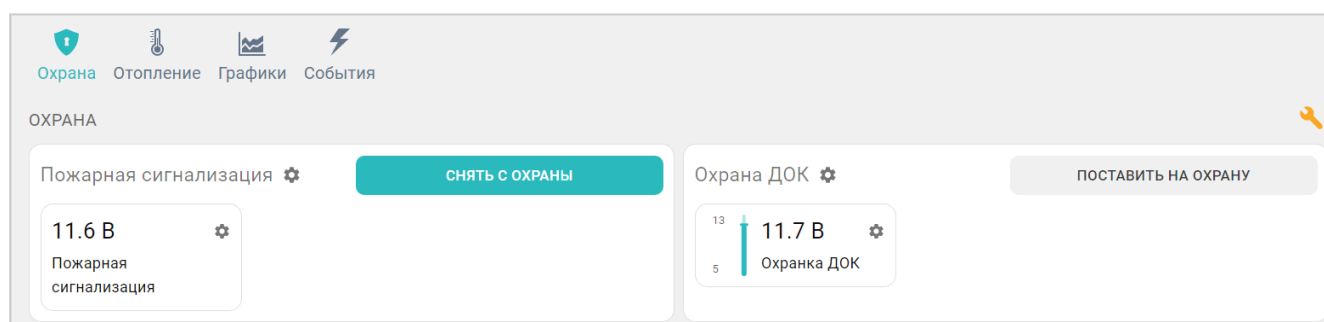 Охрана Отопление Графики События
ОХРАНА
Пожарная сигнализация СНЯТЬ С ОХРАНЫ
11.6 В
Пожарная
сигнализация
Охрана ДОК ПОСТАВИТЬ НА ОХРАНУ
13
11.7 В
5
Охранка ДОК